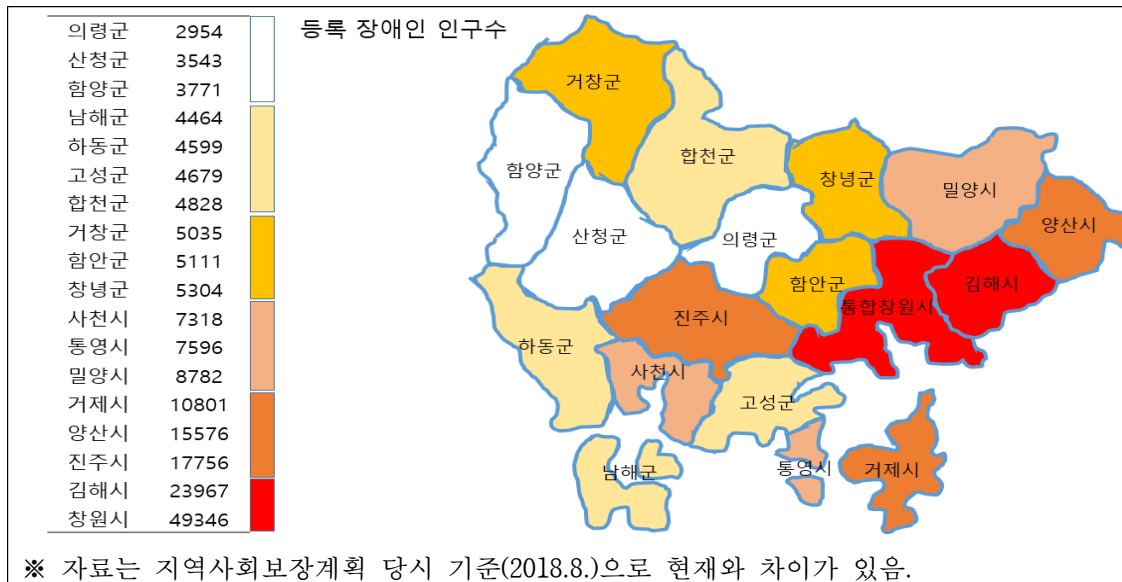 등록 장애인 인구수
의령군 2954
산청군 3543
함양군 3771
남해군 4464
하동군 4599
고성군 4679
합천군 4828
거창군 5035
함안군 5111
창녕군 5304
사천시 7318
통영시 7596
밀양시 8782
거제시 10801
양산시 15576
진주시 17756
김해시 23967
창원시 49346
거창군
합천군
함양군
창녕군
밀양시
양산시
산청군
의령군
함안군
김해시
통합창원시
진주시
하동군
사천시
고성군
남해군
통영시
거제시
※ 자료는 지역사회보장계획 당시 기준(2018.8.)으로 현재와 차이가 있음.